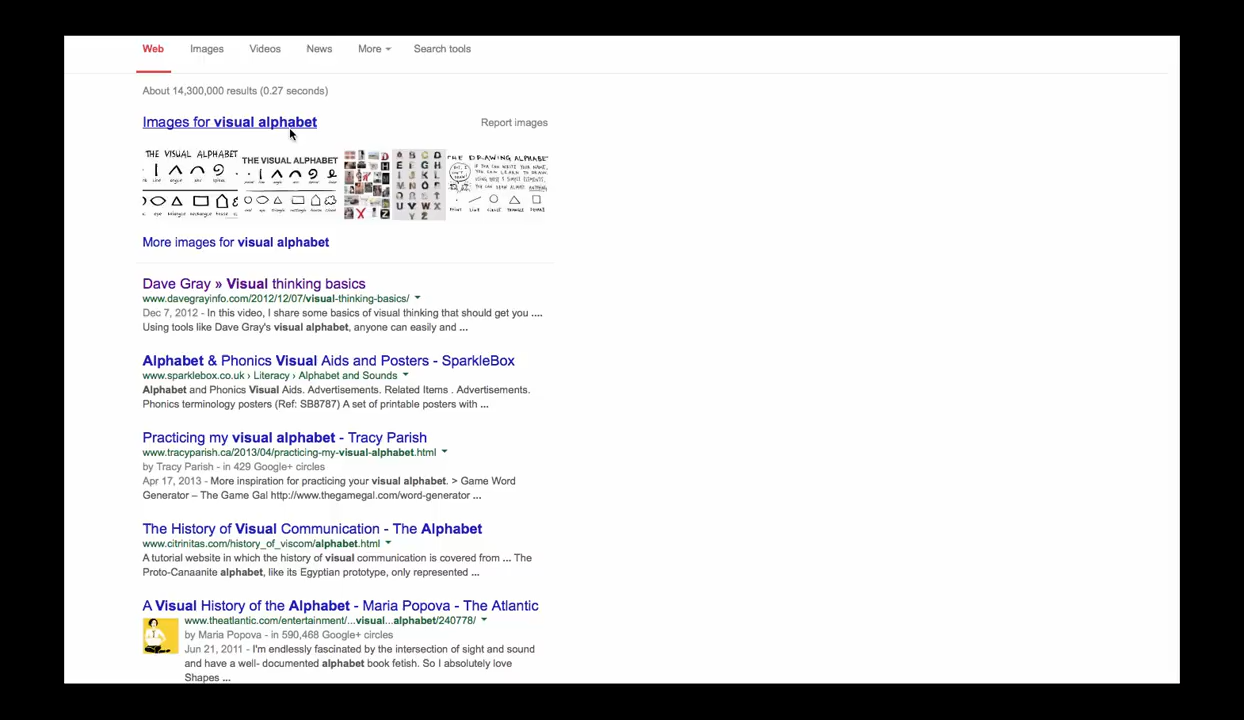 Web Images Videos News More Search tools
About 14,300,000 results (0.27 seconds)
Images for visual alphabet Report images
THE VISUAL ALPHABET THE VISUAL ALPHABET THE DRAWING ALPHABET
More images for visual alphabet
Dave Gray » Visual thinking basics
www.davegrayinfo.com/2012/12/07/visual-thinking-basics/
Dec 7, 2012 - In this video, I share some basics of visual thinking that should get you ....
Using tools like Dave Gray's visual alphabet, anyone can easily and ...
Alphabet & Phonics Visual Aids and Posters - SparkleBox
www.sparklebox.co.uk › Literacy › Alphabet and Sounds
Alphabet and Phonics Visual Aids. Advertisements. Related Items . Advertisements.
Phonics terminology posters (Ref: SB8787) A set of printable posters with ...
Practicing my visual alphabet - Tracy Parish
www.tracyparish.ca/2013/04/practicing-my-visual-alphabet.html
by Tracy Parish - in 429 Google+ circles
Apr 17, 2013 - More inspiration for practicing your visual alphabet. > Game Word
Generator – The Game Gal http://www.thegamegal.com/word-generator ...
The History of Visual Communication - The Alphabet
www.citrinitas.com/history_of_viscom/alphabet.html
A tutorial website in which the history of visual communication is covered from ... The
Proto-Canaanite alphabet, like its Egyptian prototype, only represented ...
A Visual History of the Alphabet - Maria Popova - The Atlantic
www.theatlantic.com/entertainment/...visual...alphabet/240778/
by Maria Popova - in 590,468 Google+ circles
Jun 21, 2011 - I'm endlessly fascinated by the intersection of sight and sound
and have a well- documented alphabet book fetish. So I absolutely love
Shapes ...